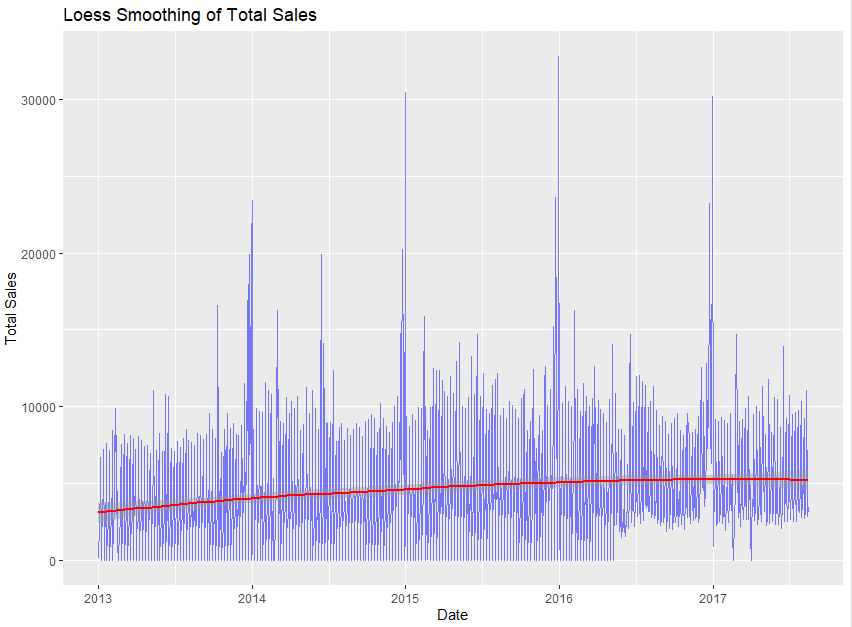 Loess Smoothing of Total Sales
30000
20000
10000
0
Total Sales
2013 2014 2015 2016 2017
Date